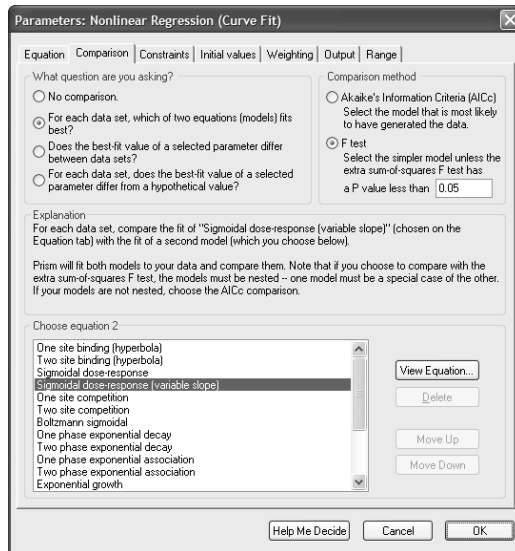 Parameters: Nonlinear Regression (Curve Fit)
Equation Comparison Constraints Initial values Weighting Output Range
What question are you asking?
No comparison.
For each data set, which of two equations (models) fits
best?
Does the best-fit value of a selected parameter differ
between data sets?
For each data set, does the best-fit value of a selected
parameter differ from a hypothetical value?
Comparison method
Akaike's Information Criteria (AICc)
Select the model that is most likely
to have generated the data.
F test
Select the simpler model unless the
extra sum-of-squares F test has
a P value less than 0.05
Explanation
For each data set, compare the fit of "Sigmoidal dose-response (variable slope)" (chosen on the
Equation tab) with the fit of a second model (which you choose below).
Prism will fit both models to your data and compare them. Note that if you choose to compare with the
extra sum-of-squares F test, the models must be nested -- one model must be a special case of the other.
If your models are not nested, choose the AICc comparison.
Choose equation 2
One site binding (hyperbola)
Two site binding (hyperbola)
Sigmoidal dose-response
Sigmoidal dose-response (variable slope)
One site competition
Two site competition
Boltzmann sigmoidal
One phase exponential decay
Two phase exponential decay
One phase exponential association
Two phase exponential association
Exponential growth
View Equation...
Delete
Move Up
Move Down
Help Me Decide Cancel OK